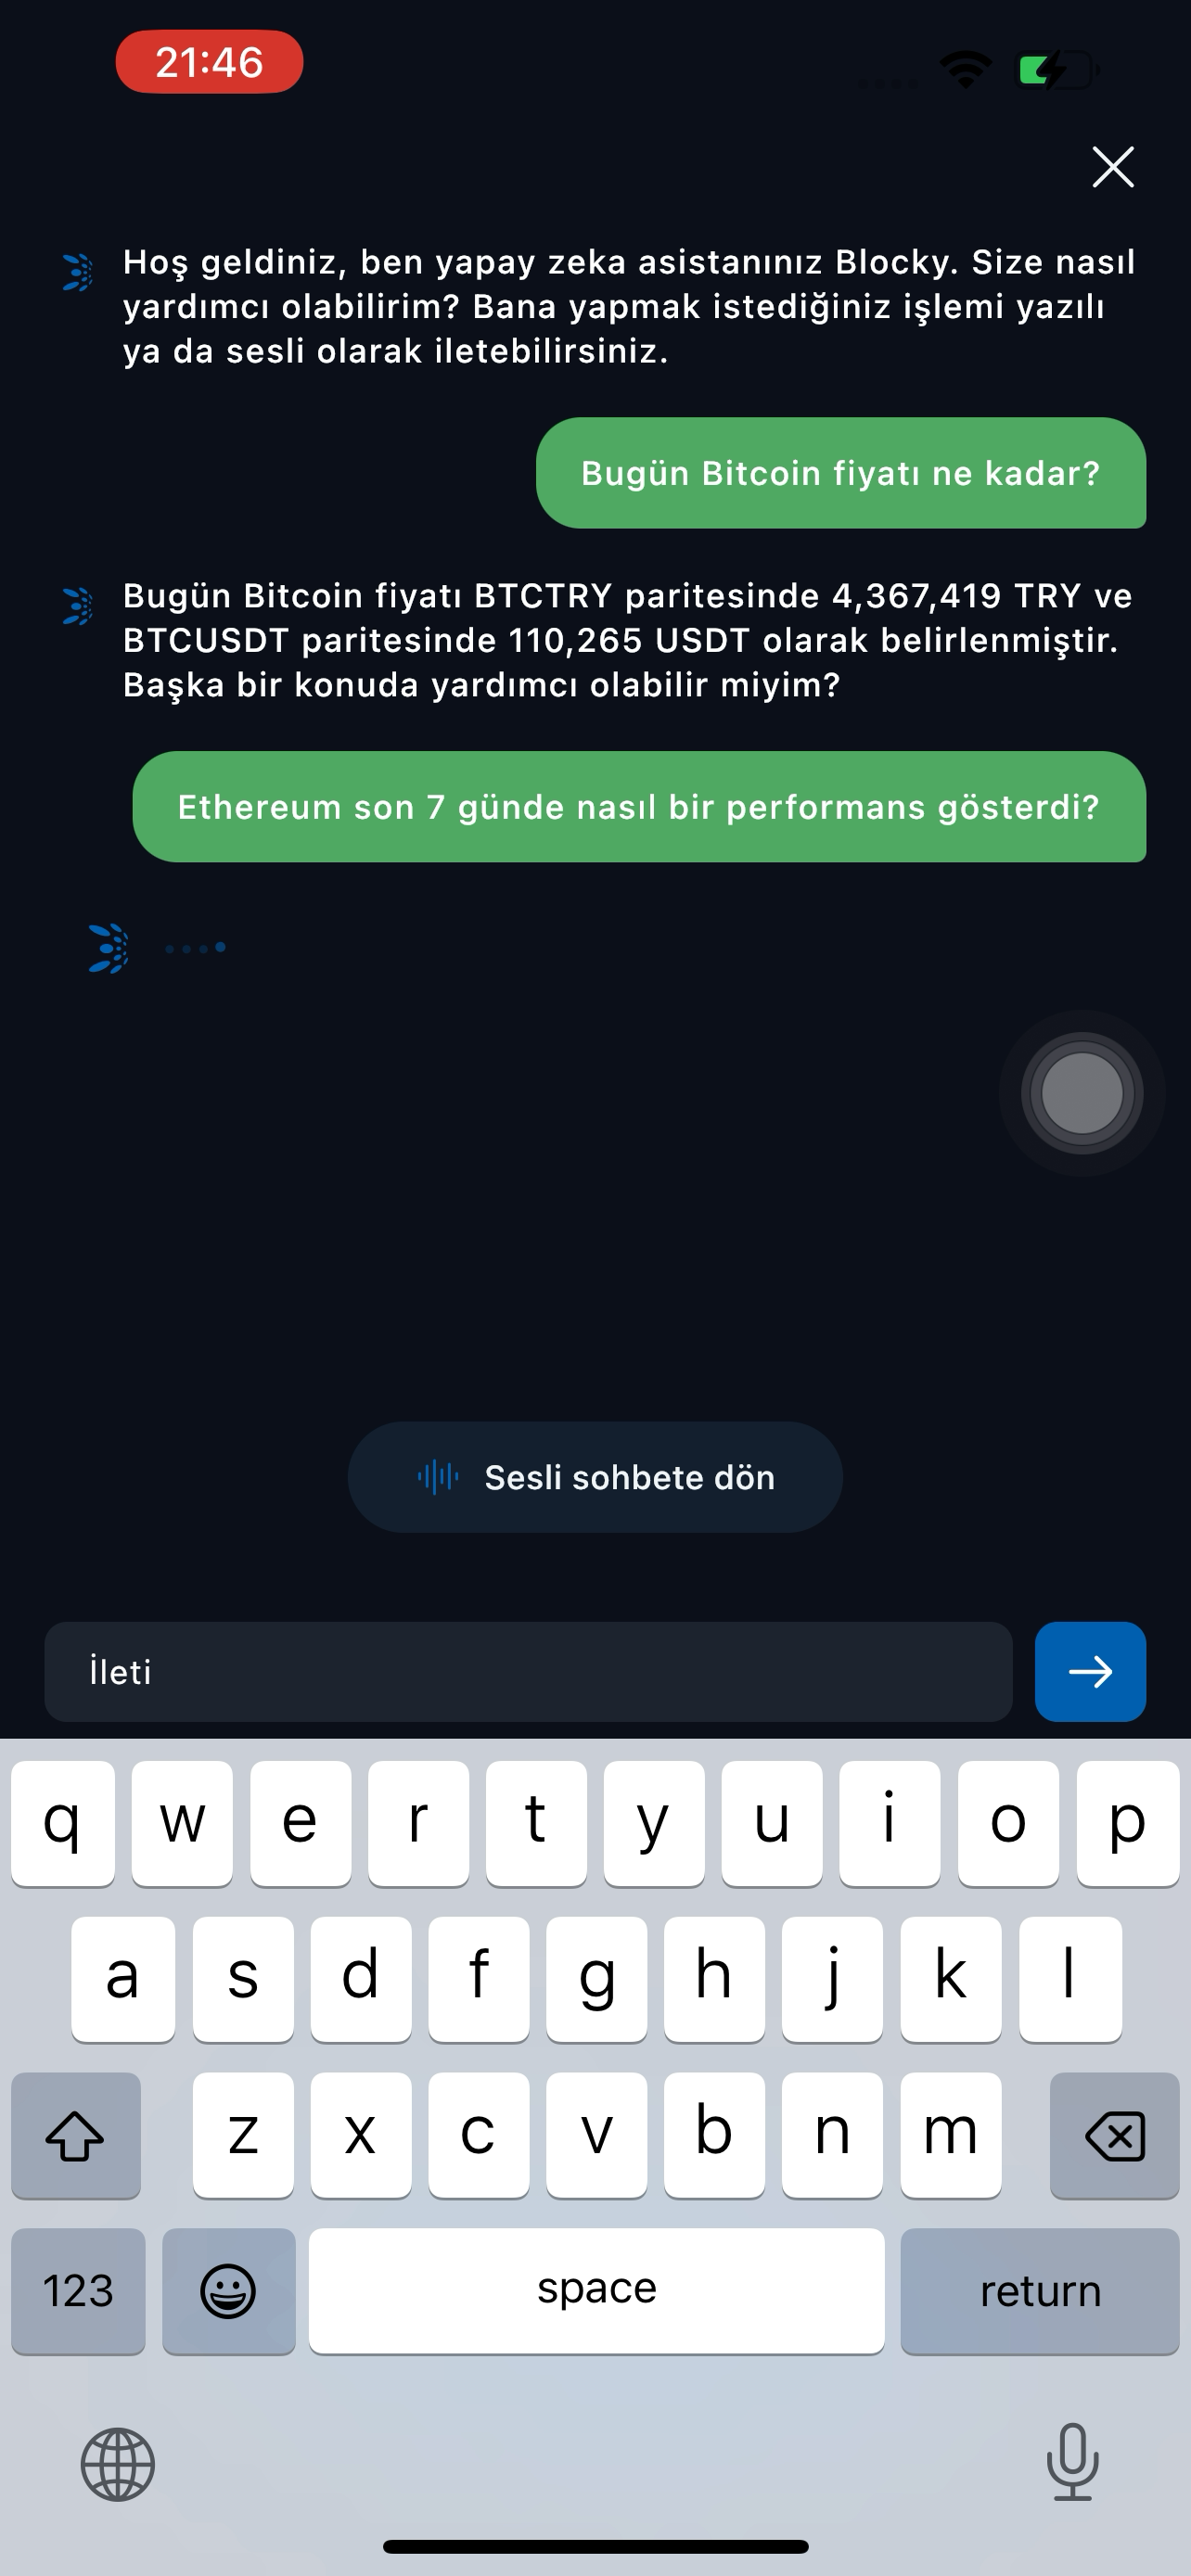 21:46
Hoş geldiniz, ben yapay zeka asistanınız Blocky. Size nasıl
yardımcı olabilirim? Bana yapmak istediğiniz işlemi yazılı
ya da sesli olarak iletebilirsiniz.
Bugün Bitcoin fiyatı ne kadar?
Bugün Bitcoin fiyatı BTCTRY paritesinde 4,367,419 TRY ve
BTCUSDT paritesinde 110,265 USDT olarak belirlenmiştir.
Başka bir konuda yardımcı olabilir miyim?
Ethereum son 7 günde nasıl bir performans gösterdi?
Sesli sohbete dön
İleti
q w e r t y u i o p
a s d f g h j k l
z x c v b n m
123 space return